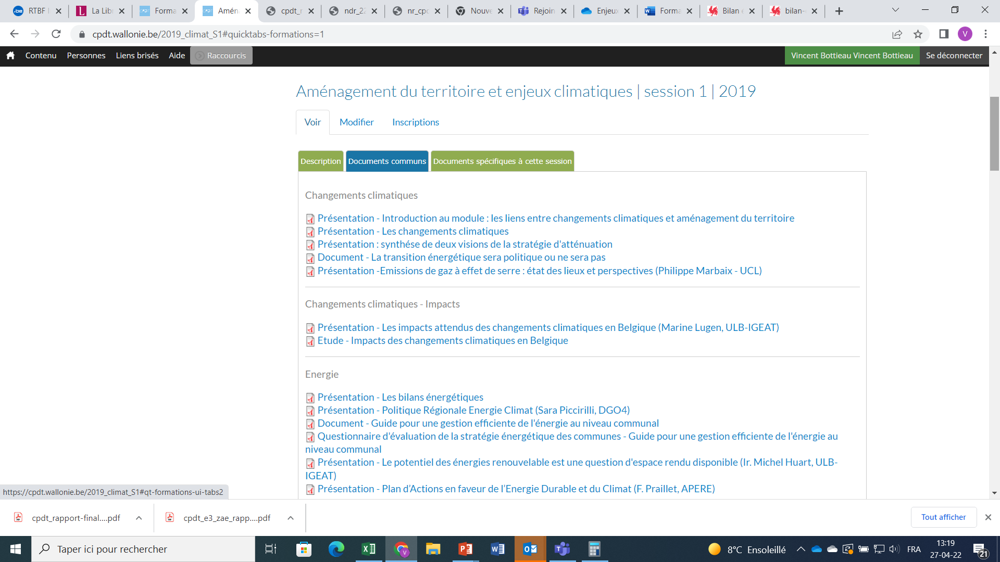 RTBF
La Lib
Forma
Amén
cpdt_r
ndr_22
nr_cpc
Nouve
Rejoin
Enjeux
Forma
Bilan
bilan-
cpdt.wallonie.be/2019_climat_S1#quicktabs-formations=1
V
Contenu Personnes Liens brisés Aide Raccourcis Vincent Bottieau Vincent Bottieau Se déconnecter
Aménagement du territoire et enjeux climatiques | session 1 | 2019
Voir Modifier Inscriptions
Description Documents communs Documents spécifiques à cette session
Changements climatiques
Présentation - Introduction au module : les liens entre changements climatiques et aménagement du territoire
Présentation - Les changements climatiques
Présentation : synthése de deux visions de la stratégie d'atténuation
Document - La transition énergétique sera politique ou ne sera pas
Présentation -Emissions de gaz à effet de serre : état des lieux et perspectives (Philippe Marbaix - UCL)
Changements climatiques - Impacts
Présentation - Les impacts attendus des changements climatiques en Belgique (Marine Lugen, ULB-IGEAT)
Etude - Impacts des changements climatiques en Belgique
Energie
Présentation - Les bilans énergétiques
Présentation - Politique Régionale Energie Climat (Sara Piccirilli, DGO4)
Document - Guide pour une gestion efficiente de l'énergie au niveau communal
Questionnaire d'évaluation de la stratégie énergétique des communes - Guide pour une gestion efficiente de l'énergie au
niveau communal
Présentation - Le potentiel des énergies renouvelable est une question d'espace rendu disponible (Ir. Michel Huart, ULB-
IGEAT)
Présentation - Plan d’Actions en faveur de l’Energie Durable et du Climat (F. Praillet, APERE)
https://cpdt.wallonie.be/2019_climat_S1#qt-formations-ui-tabs2
cpdt_rapport-final....pdf
cpdt_e3_zae_rapp....pdf
Tout afficher
Taper ici pour rechercher
8°C Ensoleillé
FRA
13:19
27-04-22
21